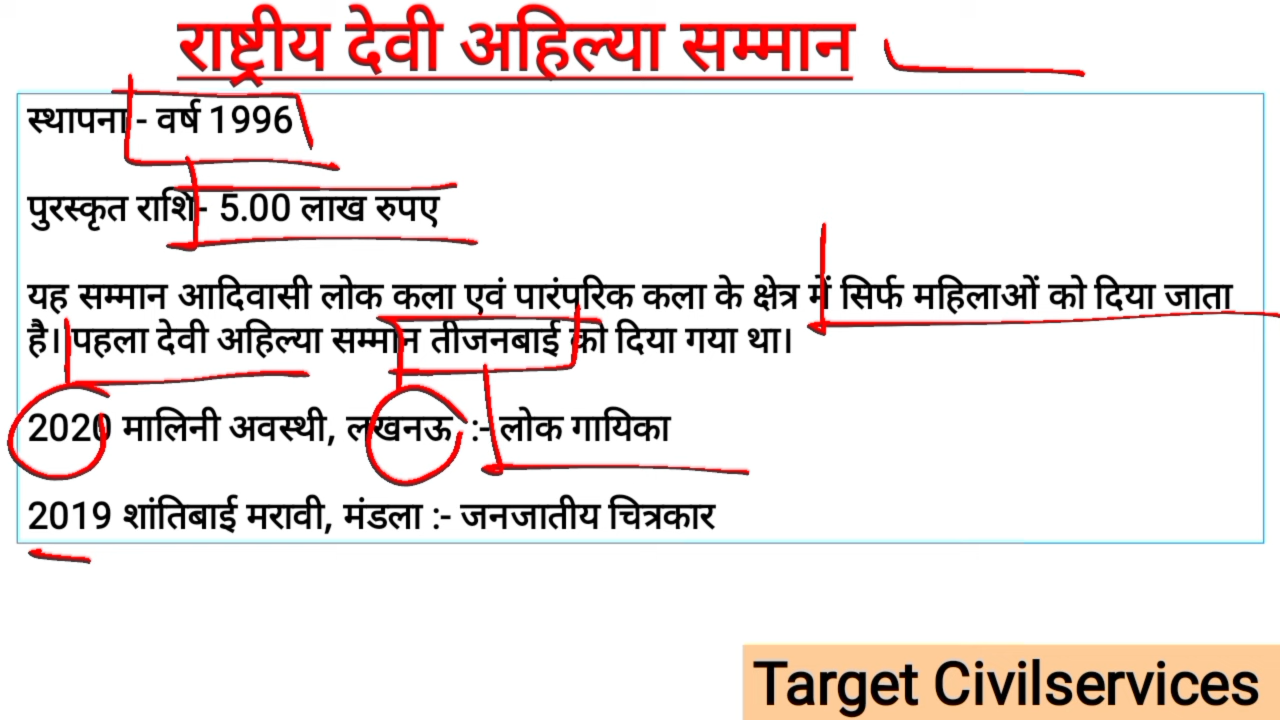 राष्ट्रीय देवी अहिल्या सम्मान
स्थापना - वर्ष 1996
पुरस्कृत राशि- 5.00 लाख रुपए
यह सम्मान आदिवासी लोक कला एवं पारंपरिक कला के क्षेत्र में सिर्फ महिलाओं को दिया जाता
है। पहला देवी अहिल्या सम्मान तीजनबाई को दिया गया था।
2020 मालिनी अवस्थी, लखनऊ :- लोक गायिका
2019 शांतिबाई मरावी, मंडला :- जनजातीय चित्रकार
Target Civilservices